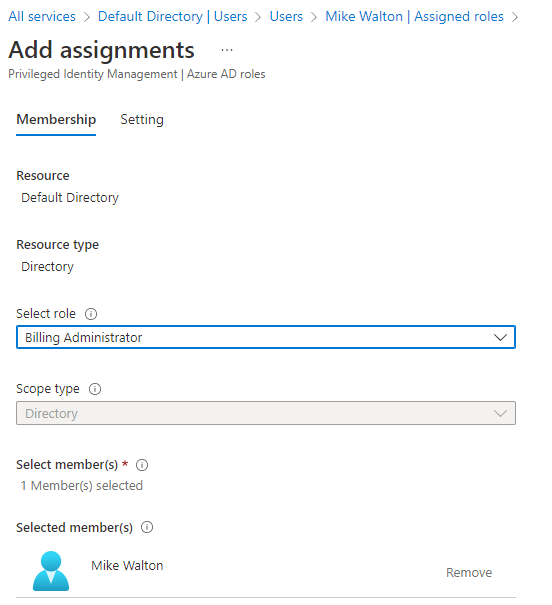 All services > Default Directory | Users > Users > Mike Walton | Assigned roles >
Add assignments ...
Privileged Identity Management | Azure AD roles
Membership Setting
Resource
Default Directory
Resource type
Directory
Select role
Billing Administrator
Scope type
Directory
Select member(s) *
1 Member(s) selected
Selected member(s)
Mike Walton
Remove